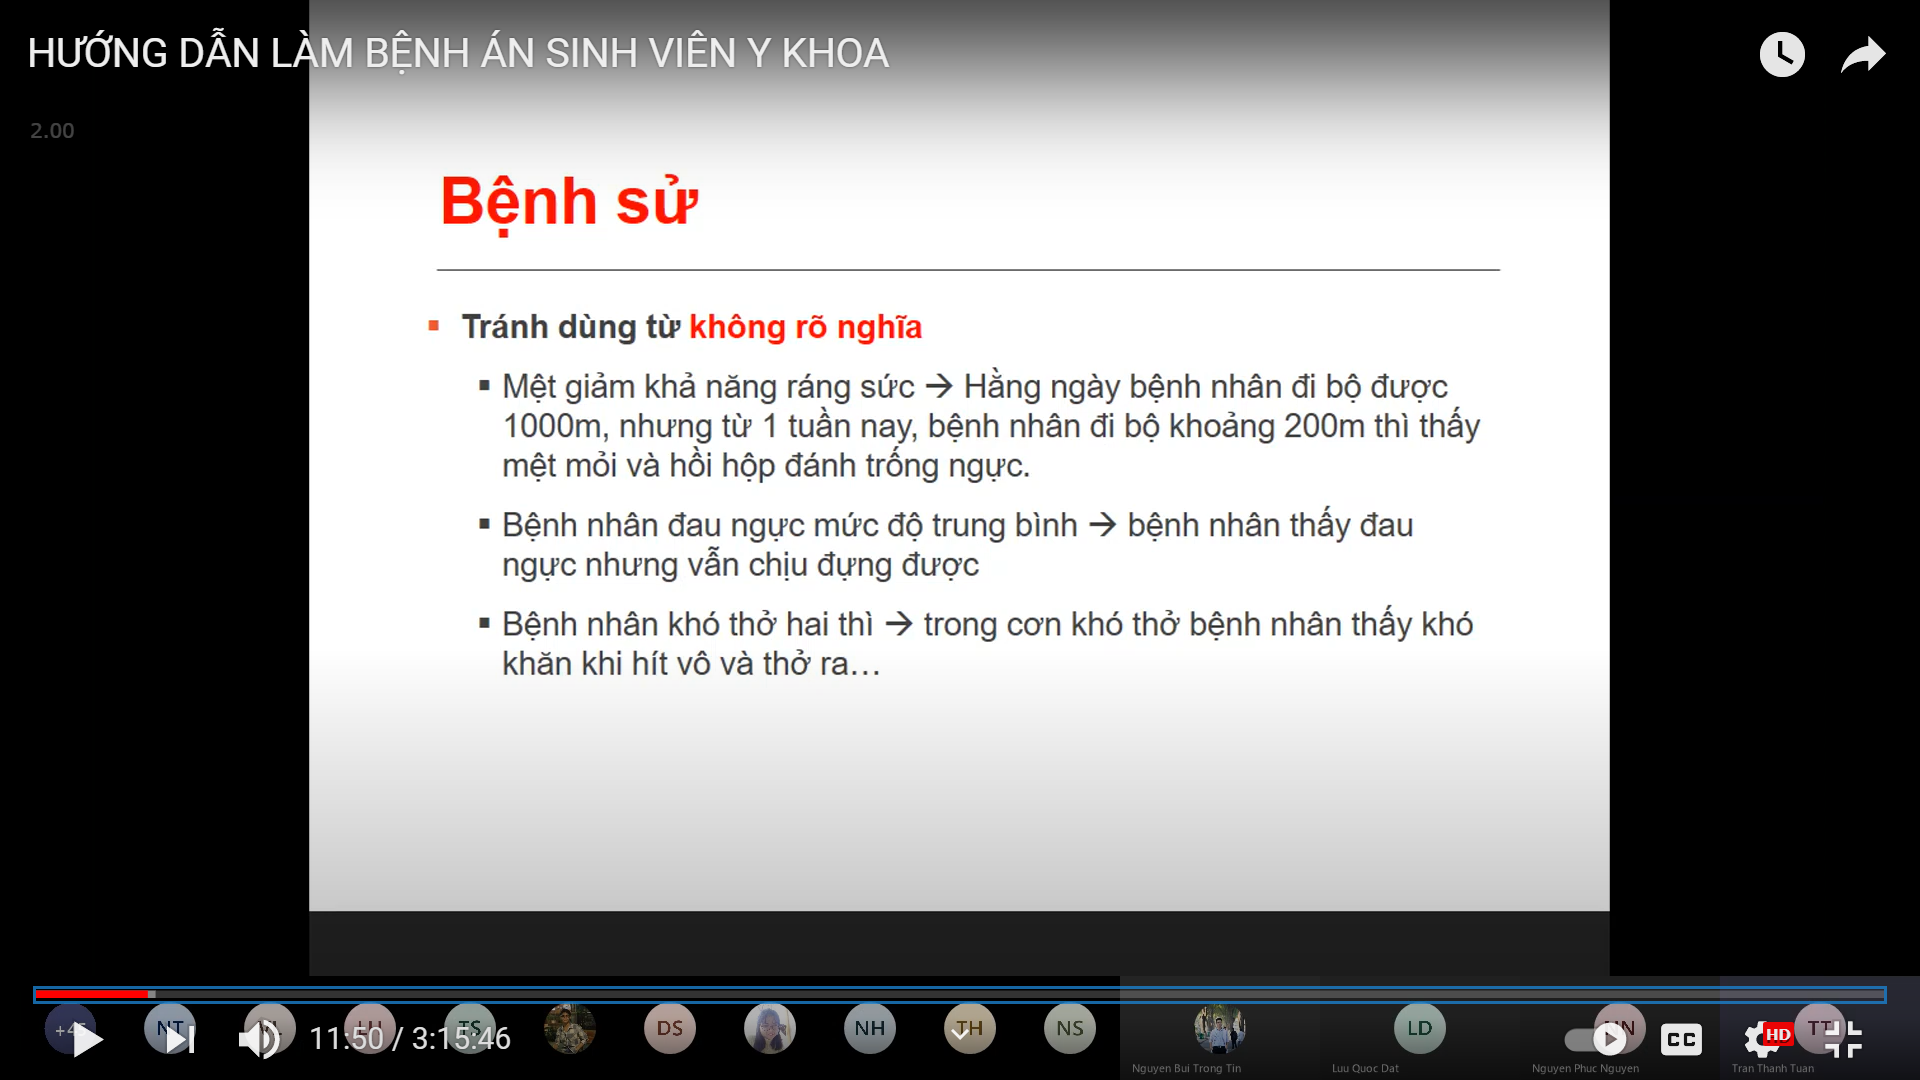 HƯỚNG DẪN LÀM BỆNH ÁN SINH VIÊN Y KHOA
2.00
Bệnh sử
Tránh dùng từ không rõ nghĩa
Mệt giảm khả năng ráng sức → Hằng ngày bệnh nhân đi bộ được
1000m, nhưng từ 1 tuần nay, bệnh nhân đi bộ khoảng 200m thì thấy
mệt mỏi và hồi hộp đánh trống ngực.
Bệnh nhân đau ngực mức độ trung bình → bệnh nhân thấy đau
ngực nhưng vẫn chịu đựng được
Bệnh nhân khó thở hai thì → trong cơn khó thở bệnh nhân thấy khó
khăn khi hít vô và thở ra…
NT
TS
DS
NH
TH
NS
LD
TT
11:50 / 3:15:46
CC
HD
Nguyen Bui Trong Tin
Luu Quoc Dat
Nguyen Phuc Nguyen
Tran Thanh Tuan